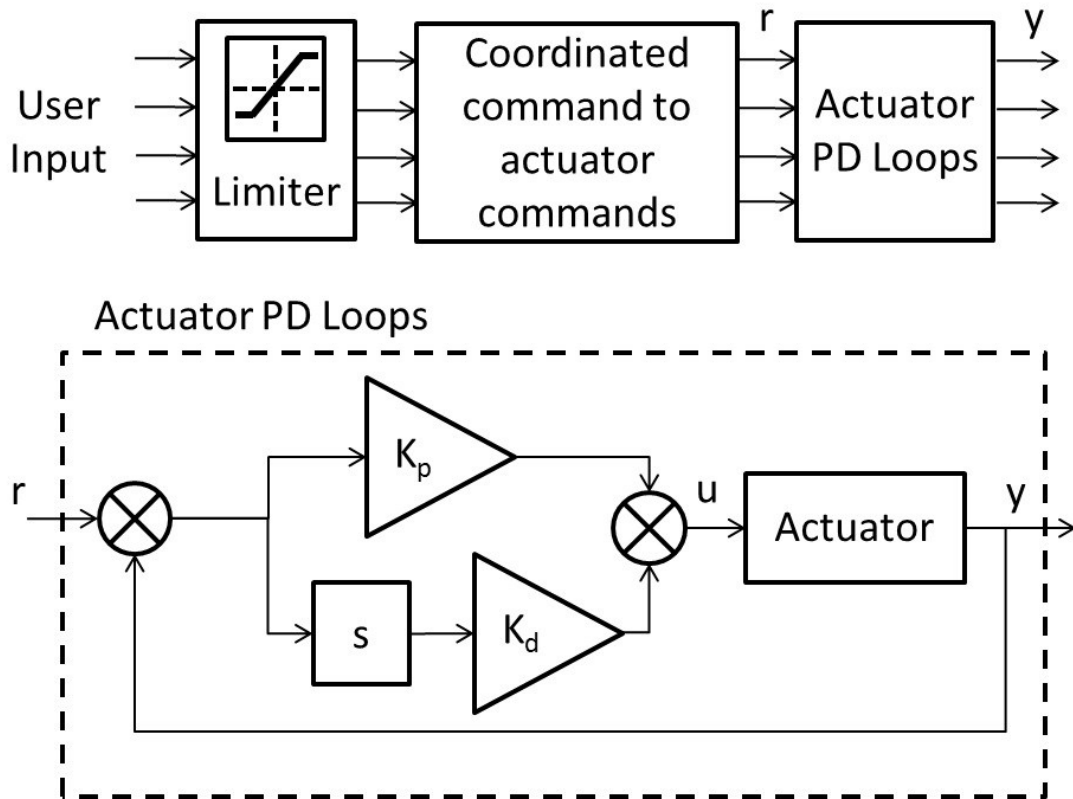 r
y
User
Input
Limiter
Coordinated
command to
actuator
commands
Actuator
PD Loops
Actuator PD Loops
r
Kp
s
Kd
u
Actuator
y